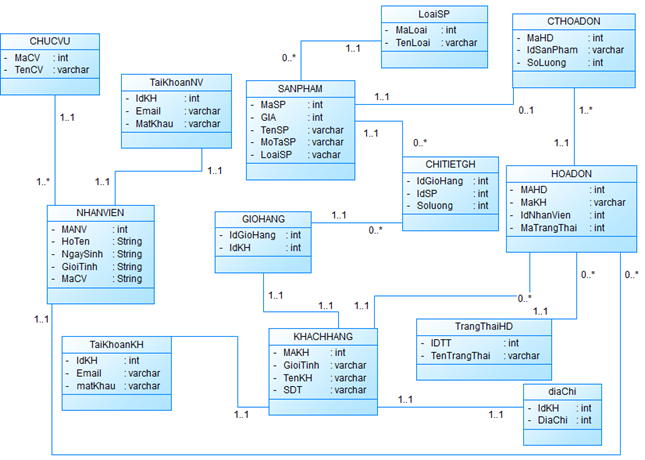 LoaiSP
- MaLoai : int
- TenLoai : varchar
CTHOADON
- MaHD : int
- IdSanPham : varchar
- SoLuong : int
CHUCVU
- MaCV : int
- TenCV : varchar
TaiKhoanNV
- IdKH : int
- Email : varchar
- MatKhau : varchar
SANPHAM
- MaSP : int
- GIA : int
- TenSP : varchar
- MoTaSP : varchar
- LoaiSP : vachar
1..1
0..*
1..1
0..1
1..*
1..1
1..1
0..*
1..1
1..1
1..*
1..1
CHITIETGH
- IdGioHang : int
- IdSP : int
- Soluong : int
HOADON
- MAHD : int
- MaKH : varchar
- IdNhanVien : int
- MaTrangThai : int
NHANVIEN
- MANV : int
- HoTen : String
- NgaySinh : String
- GioiTinh : String
- MaCV : String
GIOHANG
- IdGioHang : int
- IdKH : int
1..1
0..*
0..*
0..*
0..*
1..1
1..1
1..1
1..1
1..1
TaiKhoanKH
- IdKH : int
- Email : varchar
- matKhau : varchar
KHACHHANG
- MAKH : int
- GioiTinh : varchar
- TenKH : varchar
- SDT : varchar
TrangThaiHD
- IDTT : int
- TenTrangThai : varchar
diaChi
- IdKH : int
- DiaChi : int
1..1
1..1
1..1